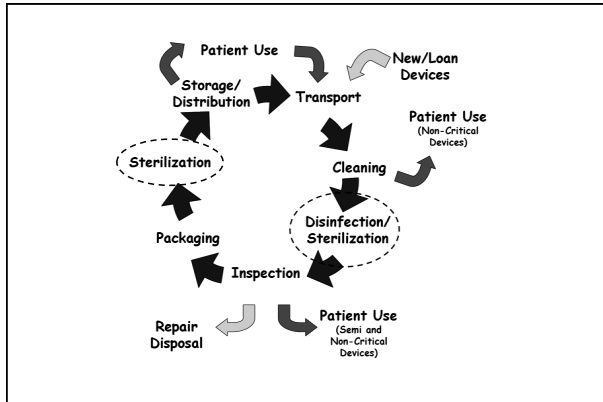 Patient Use
New/Loan
Devices
Storage/
Distribution
Transport
Patient Use
(Non-Critical
Devices)
Sterilization
Cleaning
Disinfection/
Sterilization
Packaging
Inspection
Repair
Disposal
Patient Use
(Semi and
Non-Critical
Devices)